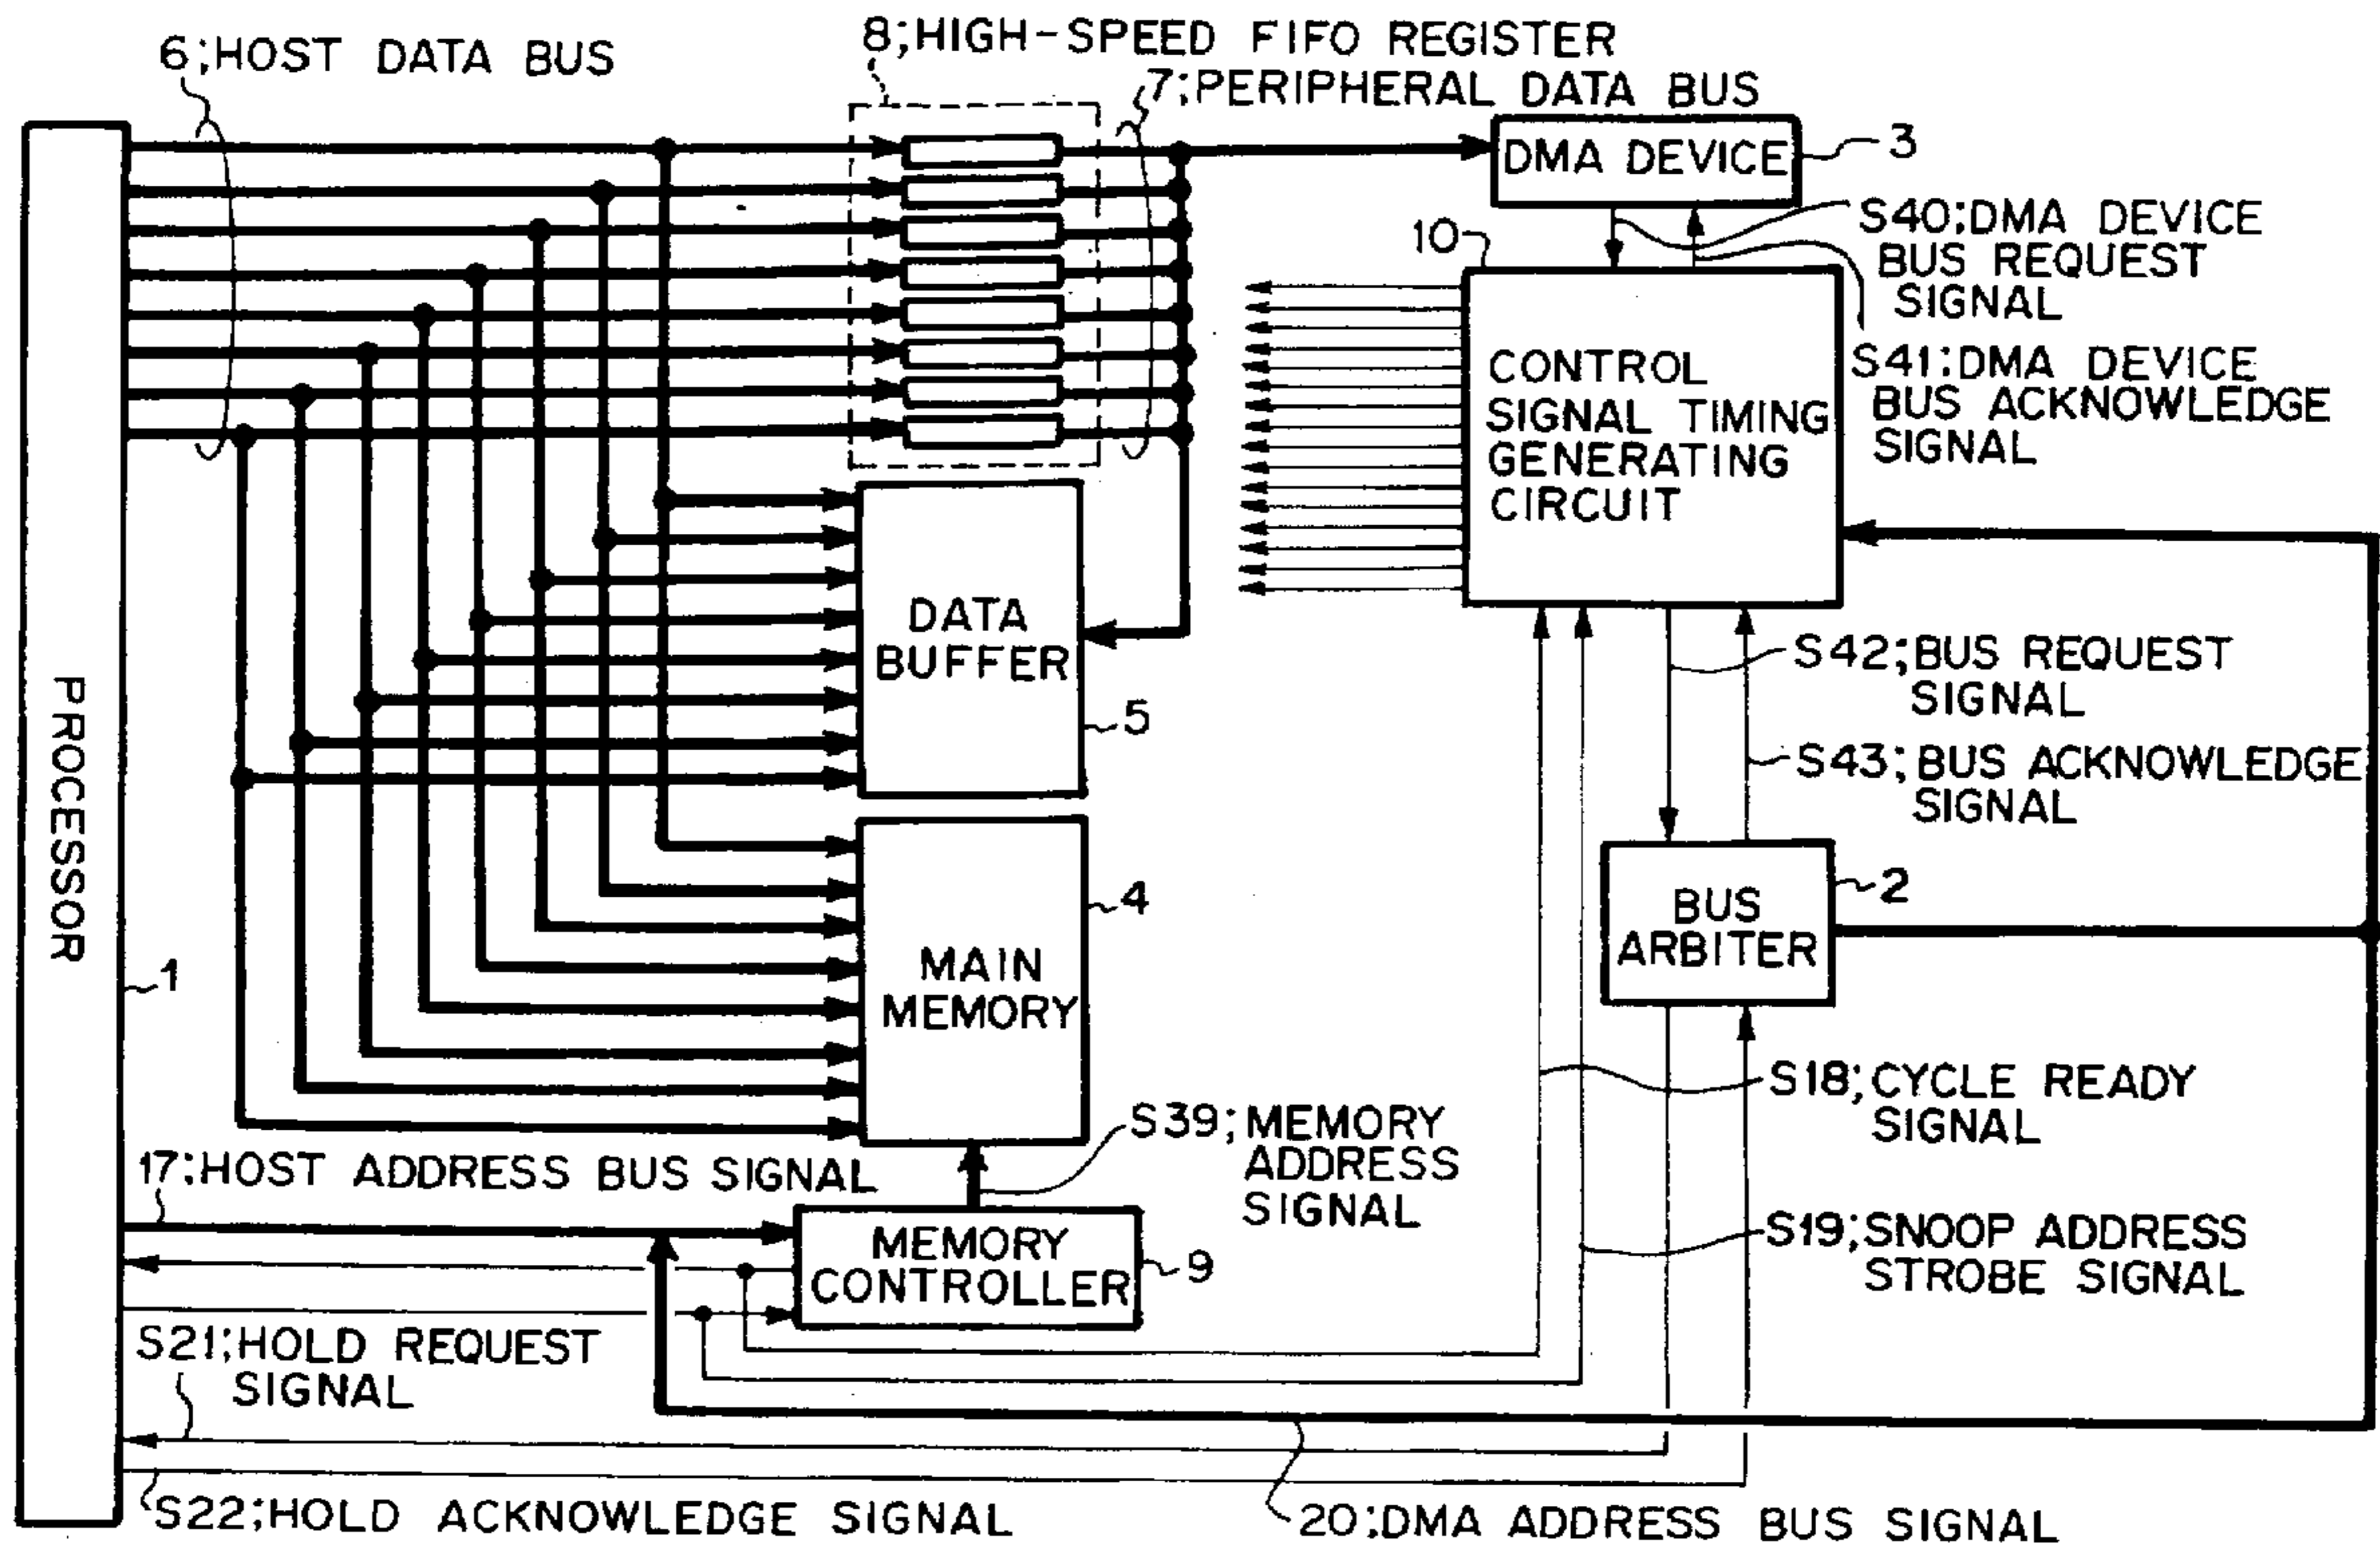 8;HIGH-SPEED FIFO REGISTER
6;HOST DATA BUS
7;PERIPHERAL DATA BUS
DMA DEVICE
3
S40;DMA DEVICE
BUS REQUEST
SIGNAL
10
S41:DMA DEVICE
BUS ACKNOWLEDGE
SIGNAL
CONTROL
SIGNAL TIMING
GENERATING
CIRCUIT
DATA
BUFFER
5
S42;BUS REQUEST
SIGNAL
S43;BUS ACKNOWLEDGE
SIGNAL
PROCESSOR
1
MAIN
MEMORY
4
BUS
ARBITER
2
S18;CYCLE READY
SIGNAL
S39;MEMORY
ADDRESS
SIGNAL
17:HOST ADDRESS BUS SIGNAL
MEMORY
CONTROLLER
9
S19;SNOOP ADDRESS
STROBE SIGNAL
S21;HOLD REQUEST
SIGNAL
S22;HOLD ACKNOWLEDGE SIGNAL
20;DMA ADDRESS BUS SIGNAL